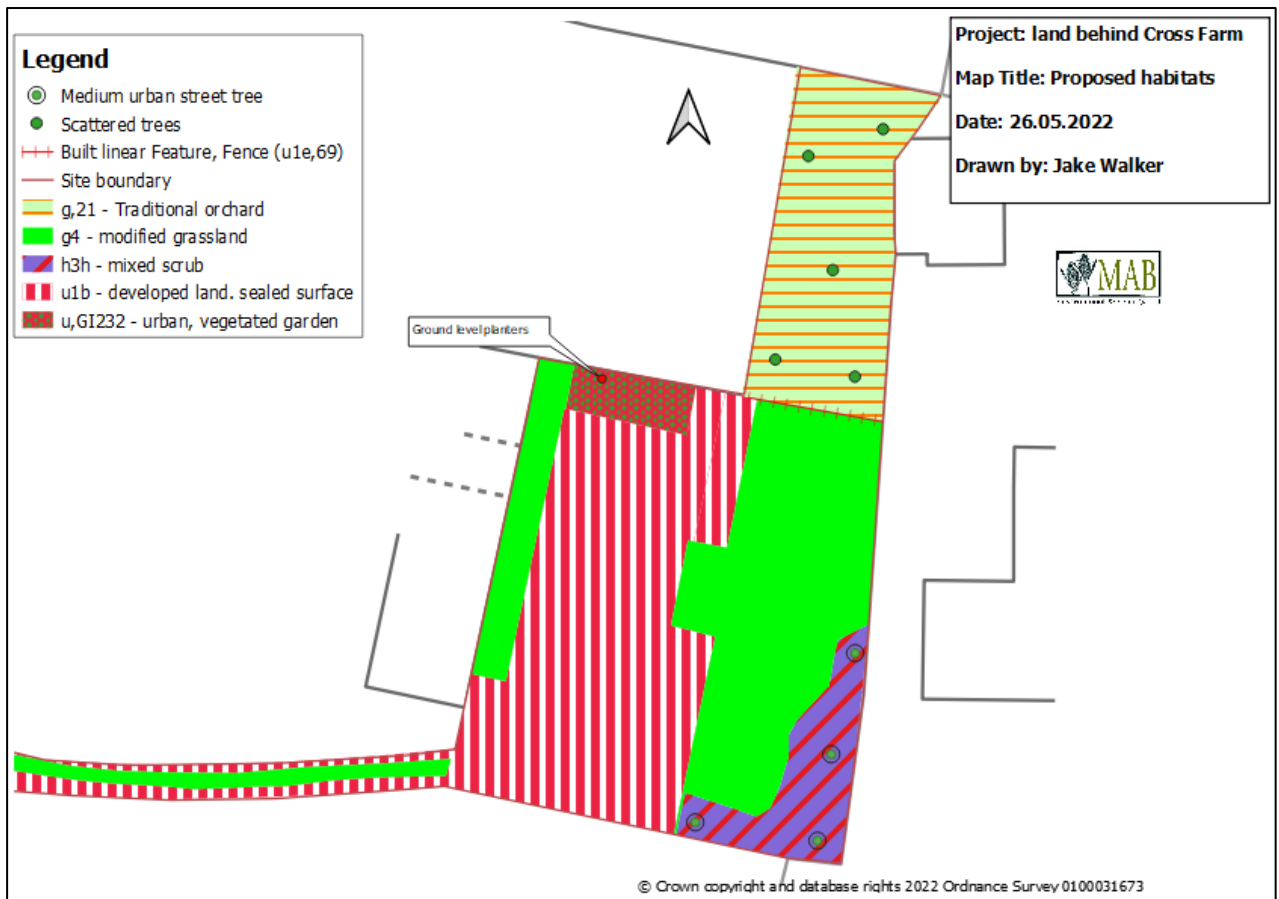 Legend
Medium urban street tree
Scattered trees
Built linear Feature, Fence (u1e,69)
Site boundary
g,21 - Traditional orchard
g4 - modified grassland
h3h - mixed scrub
u1b - developed land. sealed surface
u,GI232 - urban, vegetated garden
Project: land behind Cross Farm
Map Title: Proposed habitats
Date: 26.05.2022
Drawn by: Jake Walker
MAB
Ground level planters
© Crown copyright and database rights 2022 Ordnance Survey 0100031673